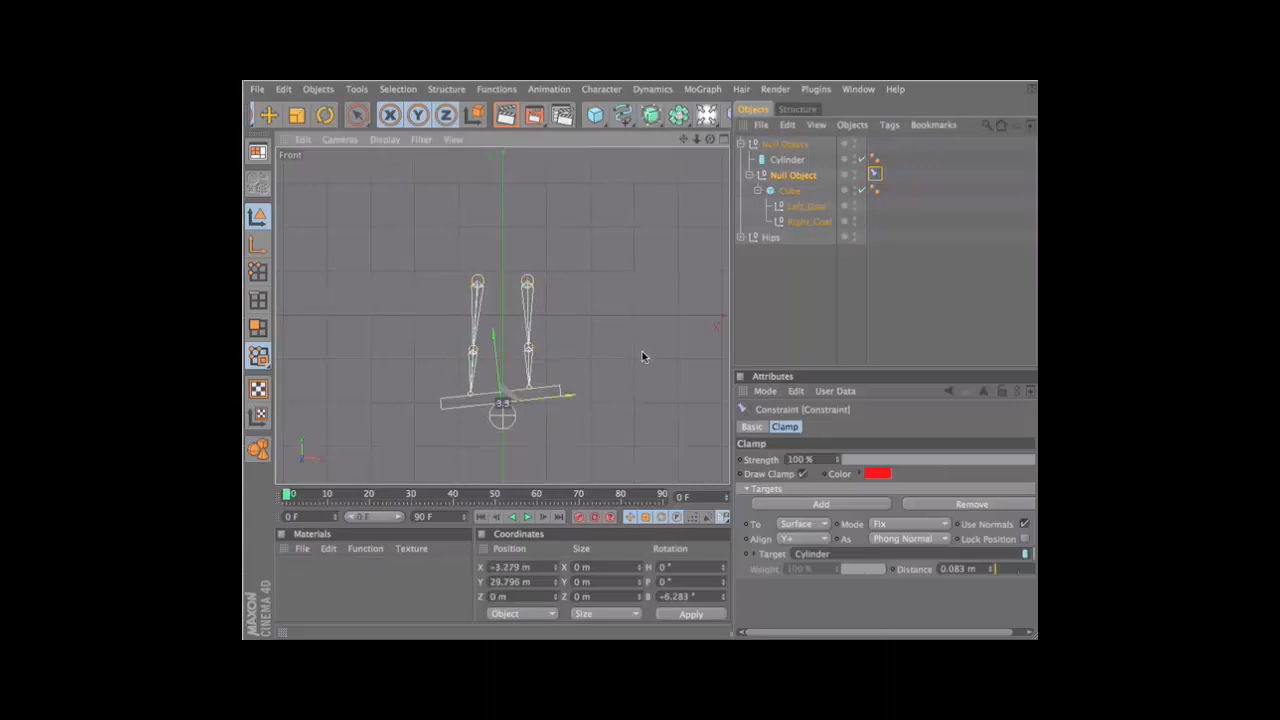 File Edit Objects Tools Selection Structure Functions Animation Character Dynamics MoGraph Hair Render Plugins Window Help
X Y Z
Objects Structure
File Edit View Objects Tags Bookmarks
Edit Cameras Display Filter View
Front
Null Object
Cylinder
Null Object
Cube
Hips
X
Attributes
Mode Edit User Data
Constraint [Constraint]
Basic Clamp
Clamp
Strength 100 %
Draw Clamp Color
Targets
Add Remove
To Surface Mode Fix Use Normals
Align Y+ As Phong Normal Lock Position
Target Cylinder
Weight 100 % Distance 0.083 m
0 10 20 30 40 50 60 70 80 90 0 F
0 F 0 F 90 F
Materials
File Edit Function Texture
Coordinates
Position Size Rotation
X -3.279 m X 0 m H 0 °
Y 29.796 m Y 0 m P 0 °
Z 0 m Z 0 m B -6.283 °
Object Size Apply
MAXON
CINEMA 4D